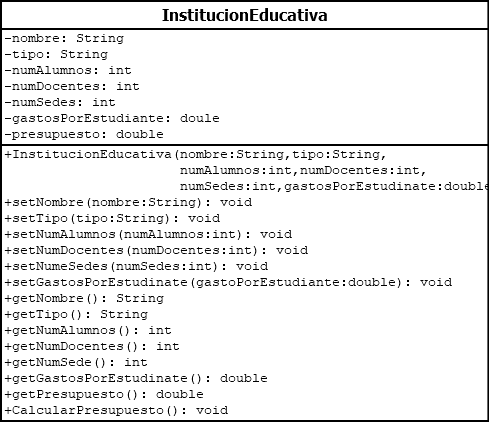 InstitucionEducativa
-nombre: String
-tipo: String
-numAlumnos: int
-numDocentes: int
-numSedes: int
-gastosPorEstudiante: doule
-presupuesto: double
+InstitucionEducativa(nombre:String,tipo:String,
numAlumnos:int,numDocentes:int,
numSedes:int,gastosPorEstudinate:double
+setNombre(nombre:String): void
+setTipo(tipo:String): void
+setNumAlumnos(numAlumnos:int): void
+setNumDocentes(numDocentes:int): void
+setNumeSedes(numSedes:int): void
+setGastosPorEstudinate(gastoPorEstudiante:double): void
+getNombre(): String
+getTipo(): String
+getNumAlumnos(): int
+getNumDocentes(): int
+getNumSede(): int
+getGastosPorEstudinate(): double
+getPresupuesto(): double
+CalcularPresupuesto(): void